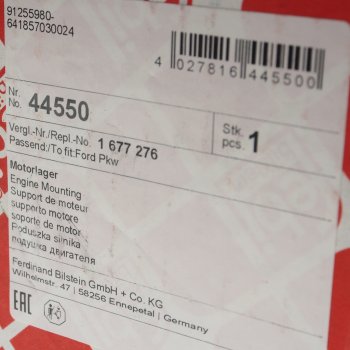 91255980-
641857030024
4 027816 445500
Nr.
No. 44550
Vergl.-Nr./Repl.-No. 1 677 276
Passend:/To fit:Ford Pkw
Stk.
pcs. 1
Motorlager
Engine Mounting
Support de moteur
supporto motore
soporte de motor
Poduszka silnika
подушка двигателя
Ferdinand Bilstein GmbH + Co. KG
Wilhelmstr. 47 | 58256 Ennepetal | Germany
EAC